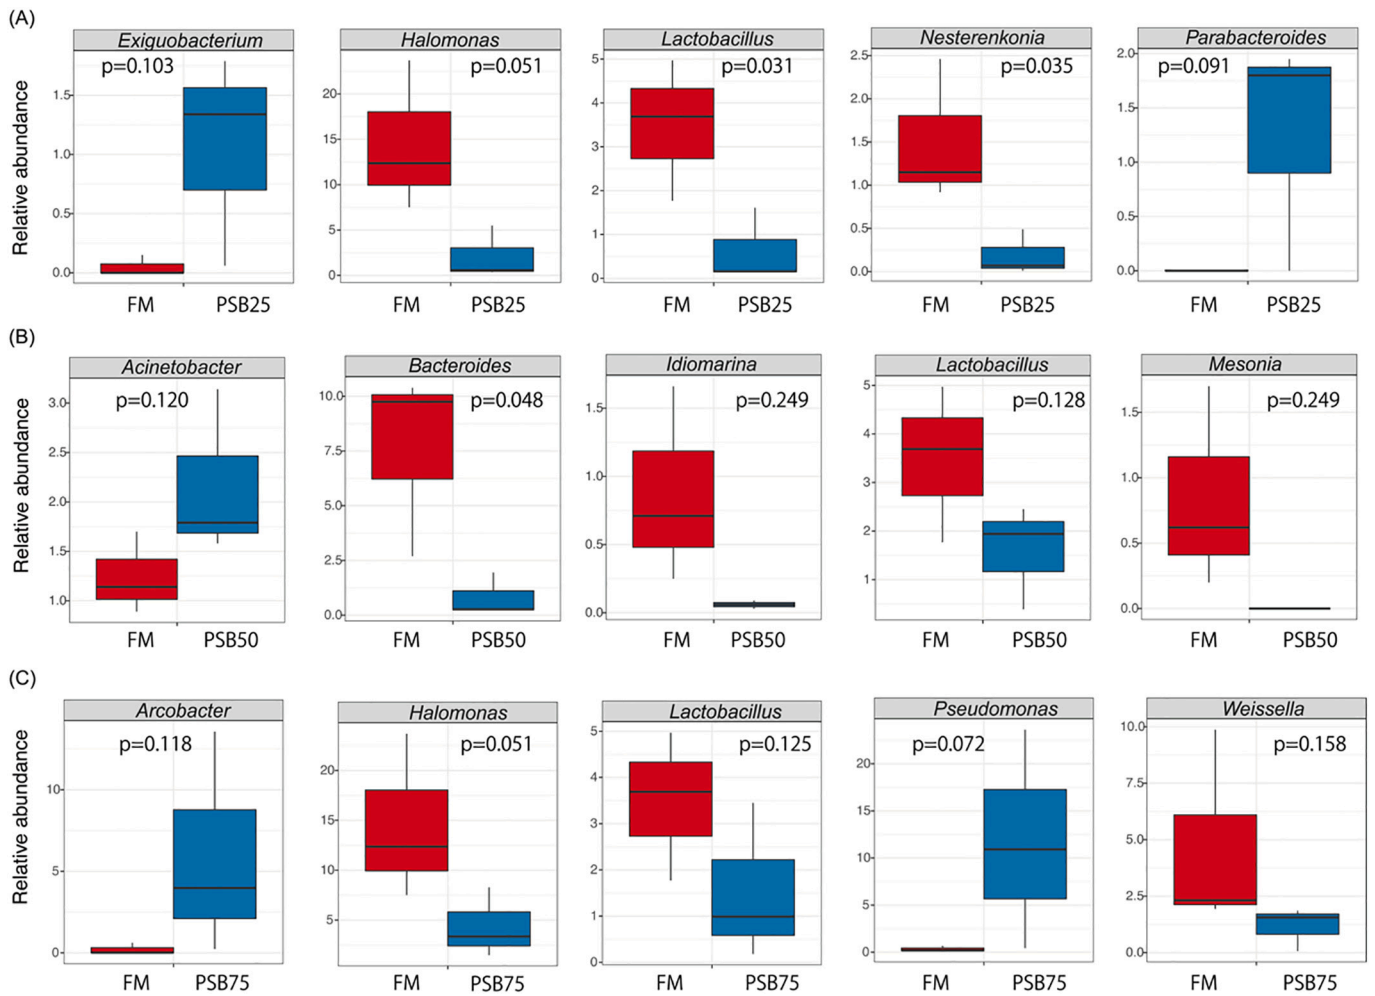 (A)
Exiguobacterium
Halomonas
Lactobacillus
Nesterenkonia
Parabacteroides
p=0.103
p=0.051
p=0.031
p=0.035
p=0.091
Relative abundance
1.5
1.0
0.5
0.0
20
15
10
5
0
5
4
3
2
1
0
2.5
2.0
1.5
1.0
0.5
0.0
2.0
1.5
1.0
0.5
0.0
FM PSB25
FM PSB25
FM PSB25
FM PSB25
FM PSB25
(B)
Acinetobacter
Bacteroides
Idiomarina
Lactobacillus
Mesonia
p=0.120
p=0.048
p=0.249
p=0.128
p=0.249
Relative abundance
3.0
2.5
2.0
1.5
1.0
10.0
7.5
5.0
2.5
0.0
1.5
1.0
0.5
0.0
5
4
3
2
1
1.5
1.0
0.5
0.0
FM PSB50
FM PSB50
FM PSB50
FM PSB50
FM PSB50
(C)
Arcobacter
Halomonas
Lactobacillus
Pseudomonas
Weissella
p=0.118
p=0.051
p=0.125
p=0.072
p=0.158
Relative abundance
10
5
0
20
15
10
5
5
4
3
2
1
0
20
15
10
5
0
10.0
7.5
5.0
2.5
0.0
FM PSB75
FM PSB75
FM PSB75
FM PSB75
FM PSB75